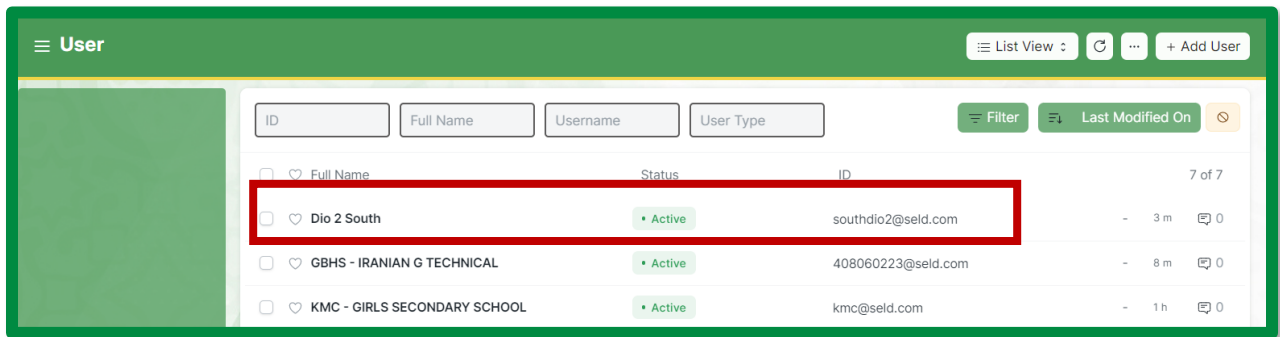 User
List View
...
+ Add User
ID
Full Name
Username
User Type
Filter
Last Modified On
Full Name Status ID 7 of 7
Dio 2 South • Active southdio2@seld.com - 3 m 0
GBHS - IRANIAN G TECHNICAL • Active 408060223@seld.com - 8 m 0
KMC - GIRLS SECONDARY SCHOOL • Active kmc@seld.com - 1 h 0